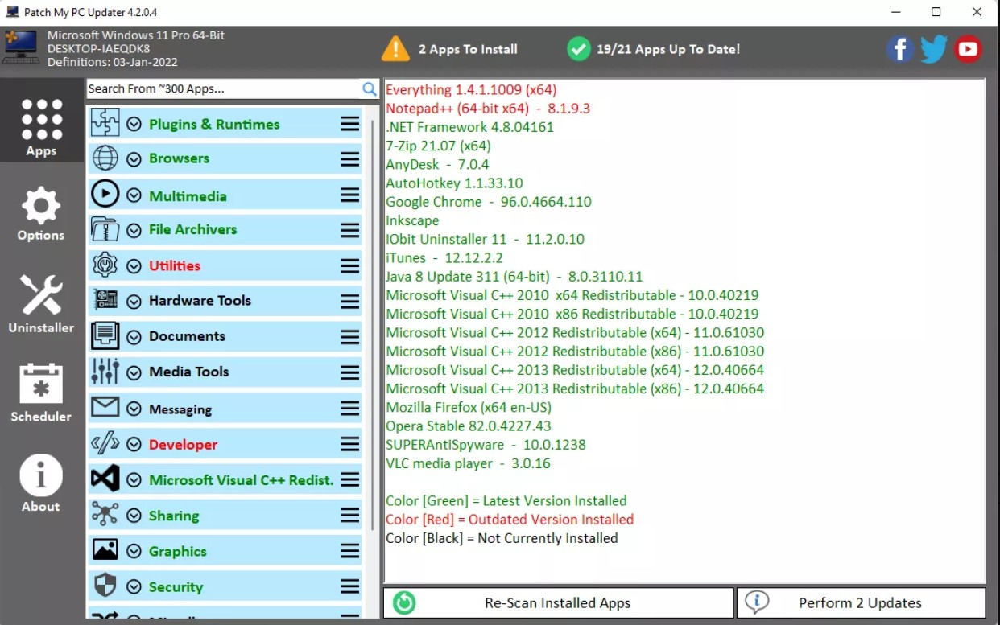 Patch My PC Updater 4.2.0.4
Microsoft Windows 11 Pro 64-Bit
DESKTOP-IAEQDK8
Definitions: 03-Jan-2022
2 Apps To Install
19/21 Apps Up To Date!
Apps
Options
Uninstaller
Scheduler
About
Search From ~300 Apps...
Plugins & Runtimes
Browsers
Multimedia
File Archivers
Utilities
Hardware Tools
Documents
Media Tools
Messaging
Developer
Microsoft Visual C++ Redist.
Sharing
Graphics
Security
Everything 1.4.1.1009 (x64)
Notepad++ (64-bit x64)  -  8.1.9.3
.NET Framework 4.8.04161
7-Zip 21.07 (x64)
AnyDesk  -  7.0.4
AutoHotkey 1.1.33.10
Google Chrome  -  96.0.4664.110
Inkscape
IObit Uninstaller 11  -  11.2.0.10
iTunes  -  12.12.2.2
Java 8 Update 311 (64-bit)  -  8.0.3110.11
Microsoft Visual C++ 2010  x64 Redistributable - 10.0.40219
Microsoft Visual C++ 2010  x86 Redistributable - 10.0.40219
Microsoft Visual C++ 2012 Redistributable (x64) - 11.0.61030
Microsoft Visual C++ 2012 Redistributable (x86) - 11.0.61030
Microsoft Visual C++ 2013 Redistributable (x64) - 12.0.40664
Microsoft Visual C++ 2013 Redistributable (x86) - 12.0.40664
Mozilla Firefox (x64 en-US)
Opera Stable 82.0.4227.43
SUPERAntiSpyware  -  10.0.1238
VLC media player  -  3.0.16
Color [Green] = Latest Version Installed
Color [Red] = Outdated Version Installed
Color [Black] = Not Currently Installed
Re-Scan Installed Apps
Perform 2 Updates